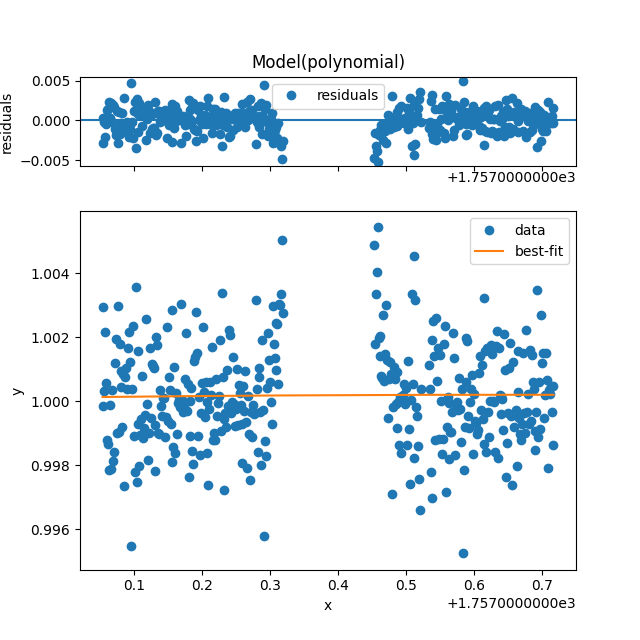 Model(polynomial)
residuals
0.005
0.000
−0.005
residuals
+1.7570000000e3
y
1.004
1.002
1.000
0.998
0.996
data
best-fit
0.1 0.2 0.3 0.4 0.5 0.6 0.7
x
+1.7570000000e3